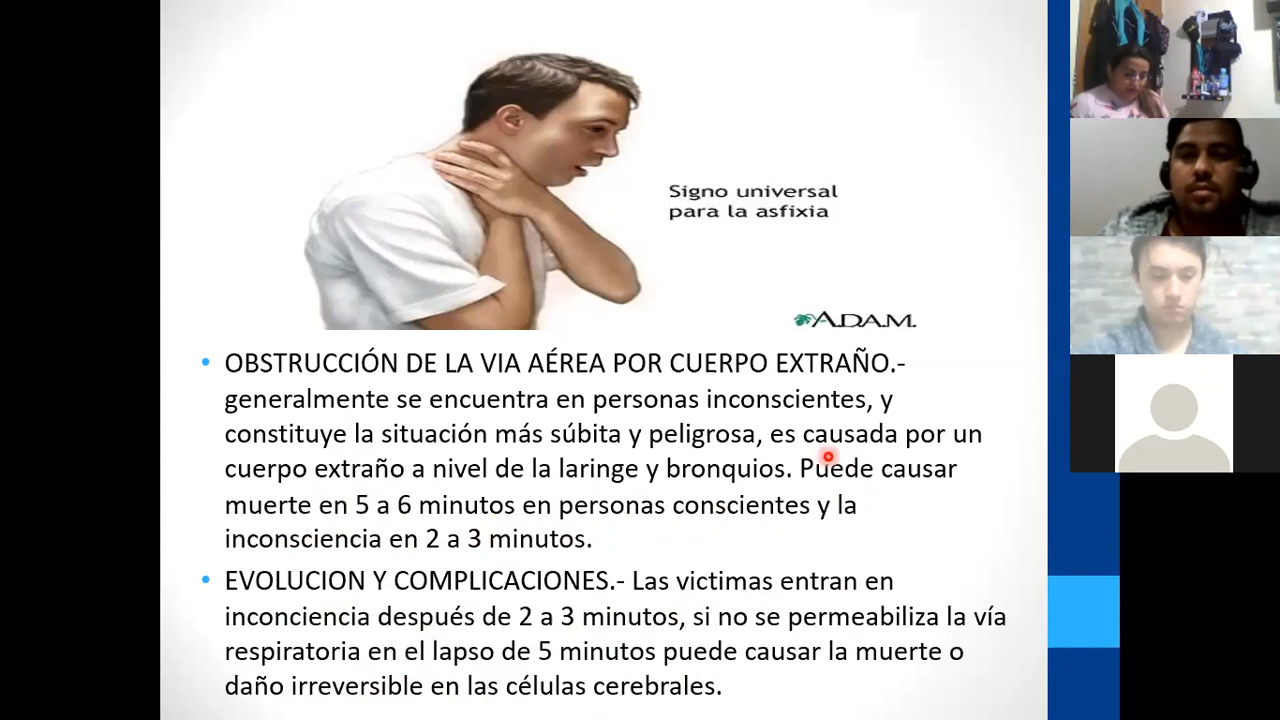 Signo universal
para la asfixia
A.D.A.M.
• OBSTRUCCIÓN DE LA VIA AÉREA POR CUERPO EXTRAÑO.-
generalmente se encuentra en personas inconscientes, y
constituye la situación más súbita y peligrosa, es causada por un
cuerpo extraño a nivel de la laringe y bronquios. Puede causar
muerte en 5 a 6 minutos en personas conscientes y la
inconsciencia en 2 a 3 minutos.
• EVOLUCION Y COMPLICACIONES.- Las victimas entran en
inconciencia después de 2 a 3 minutos, si no se permeabiliza la vía
respiratoria en el lapso de 5 minutos puede causar la muerte o
daño irreversible en las células cerebrales.